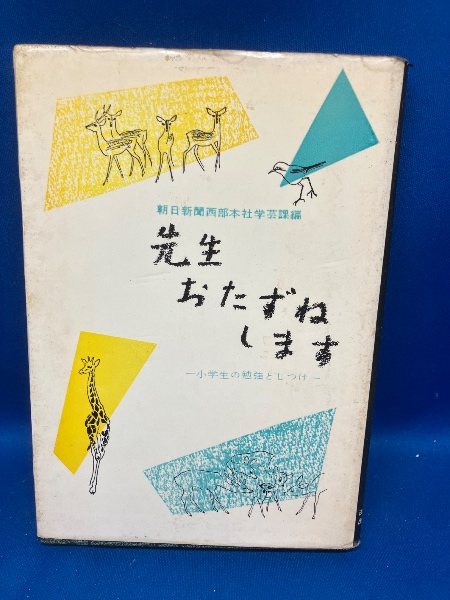 朝日新聞西部本社学芸課編
先生
おたずね
します
—小学生の勉強としつけ—